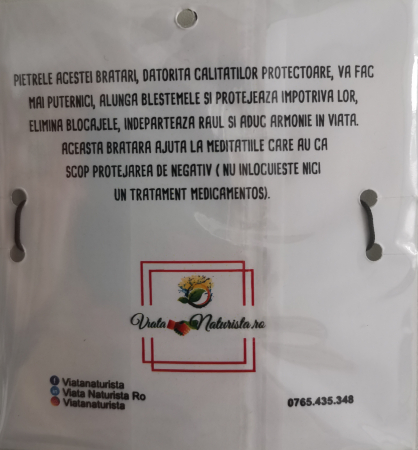 PIETRELE ACESTEI BRATARI, DATORITA CALITATILOR PROTECTOARE, VA FAC
MAI PUTERNICI, ALUNGA BLESTEMELE SI PROTEJEAZA IMPOTRIVA LOR,
ELIMINA BLOCAJELE, INDEPARTEAZA RAUL SI ADUC ARMONIE IN VIATA.
ACEASTA BRATARA AJUTA LA MEDITATIILE CARE AU CA
SCOP PROTEJAREA DE NEGATIV ( NU INLOCUIESTE NICI
UN TRATAMENT MEDICAMENTOS).
Viata Naturista.ro
Viatanaturista
Viata Naturista Ro
Viatanaturista
0765.435.348